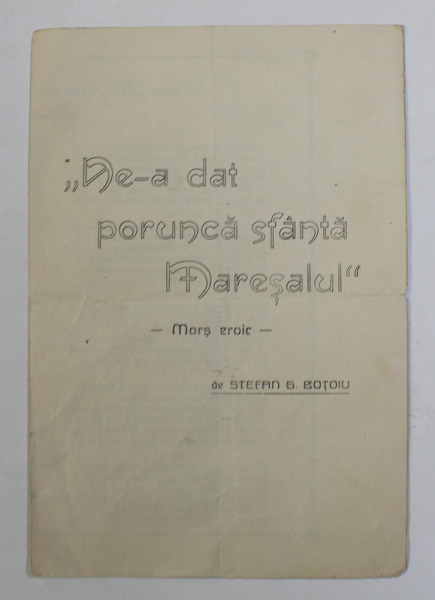 „Ne-a dat
poruncă sfântă
Mareșalul“
— Marș eroic —
de STEFAN G. BOȚOIU